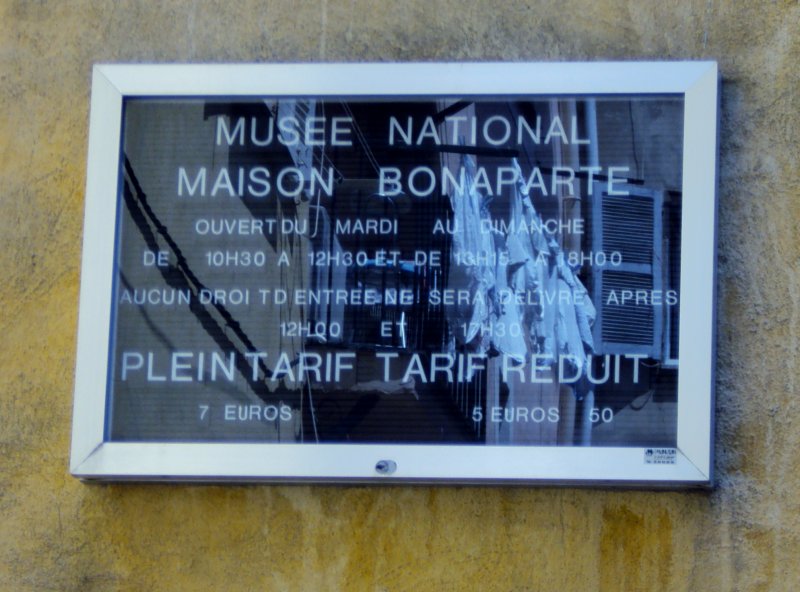 MUSEE NATIONAL
MAISON BONAPARTE
OUVERT DU MARDI AU DIMANCHE
DE 10H30 A 12H30 ET DE 13H15 A 18H00
AUCUN DROIT D ENTREE NE SERA DELIVRE APRES
12H00 ET 17H30
PLEIN TARIF TARIF REDUIT
7 EUROS 5 EUROS 50